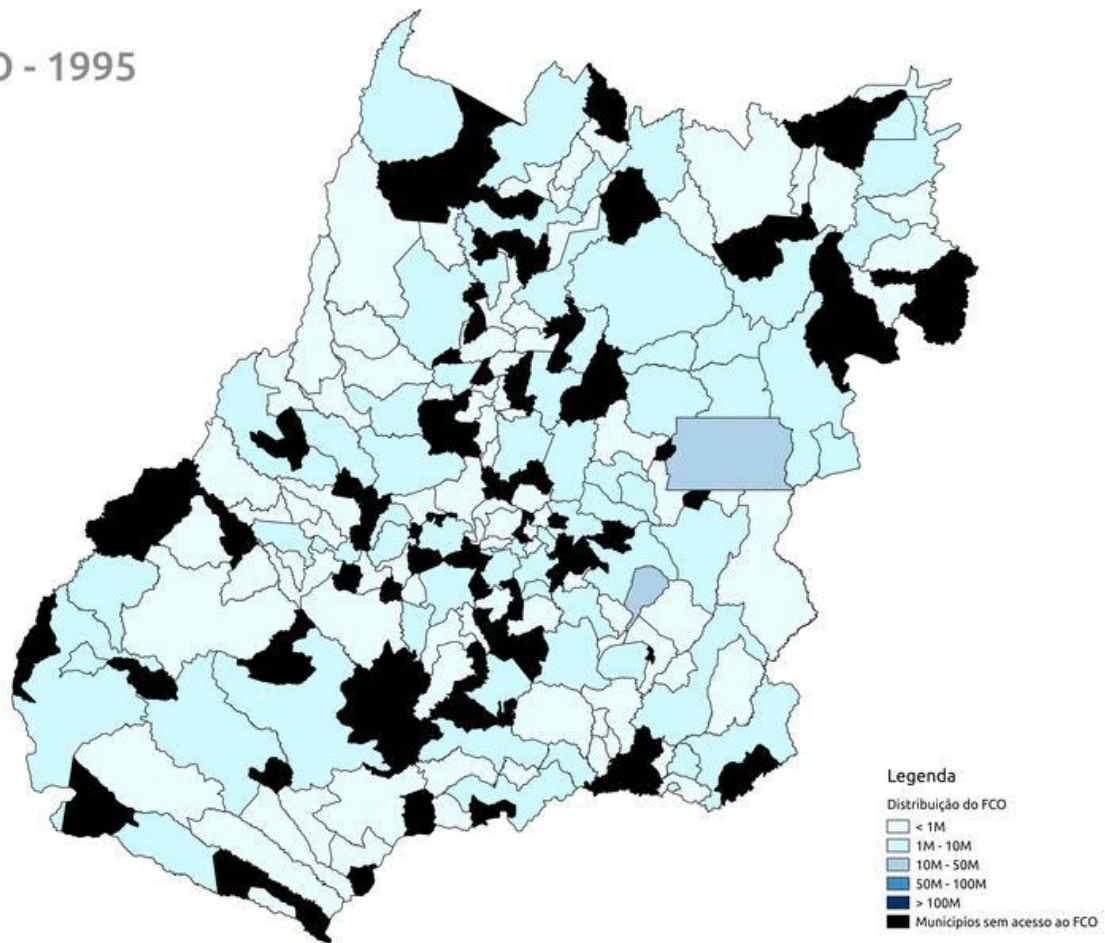 - 1995
Legenda
Distribuição do FCO
< 1M
1M - 10M
10M - 50M
50M - 100M
> 100M
Municípios sem acesso ao FCO